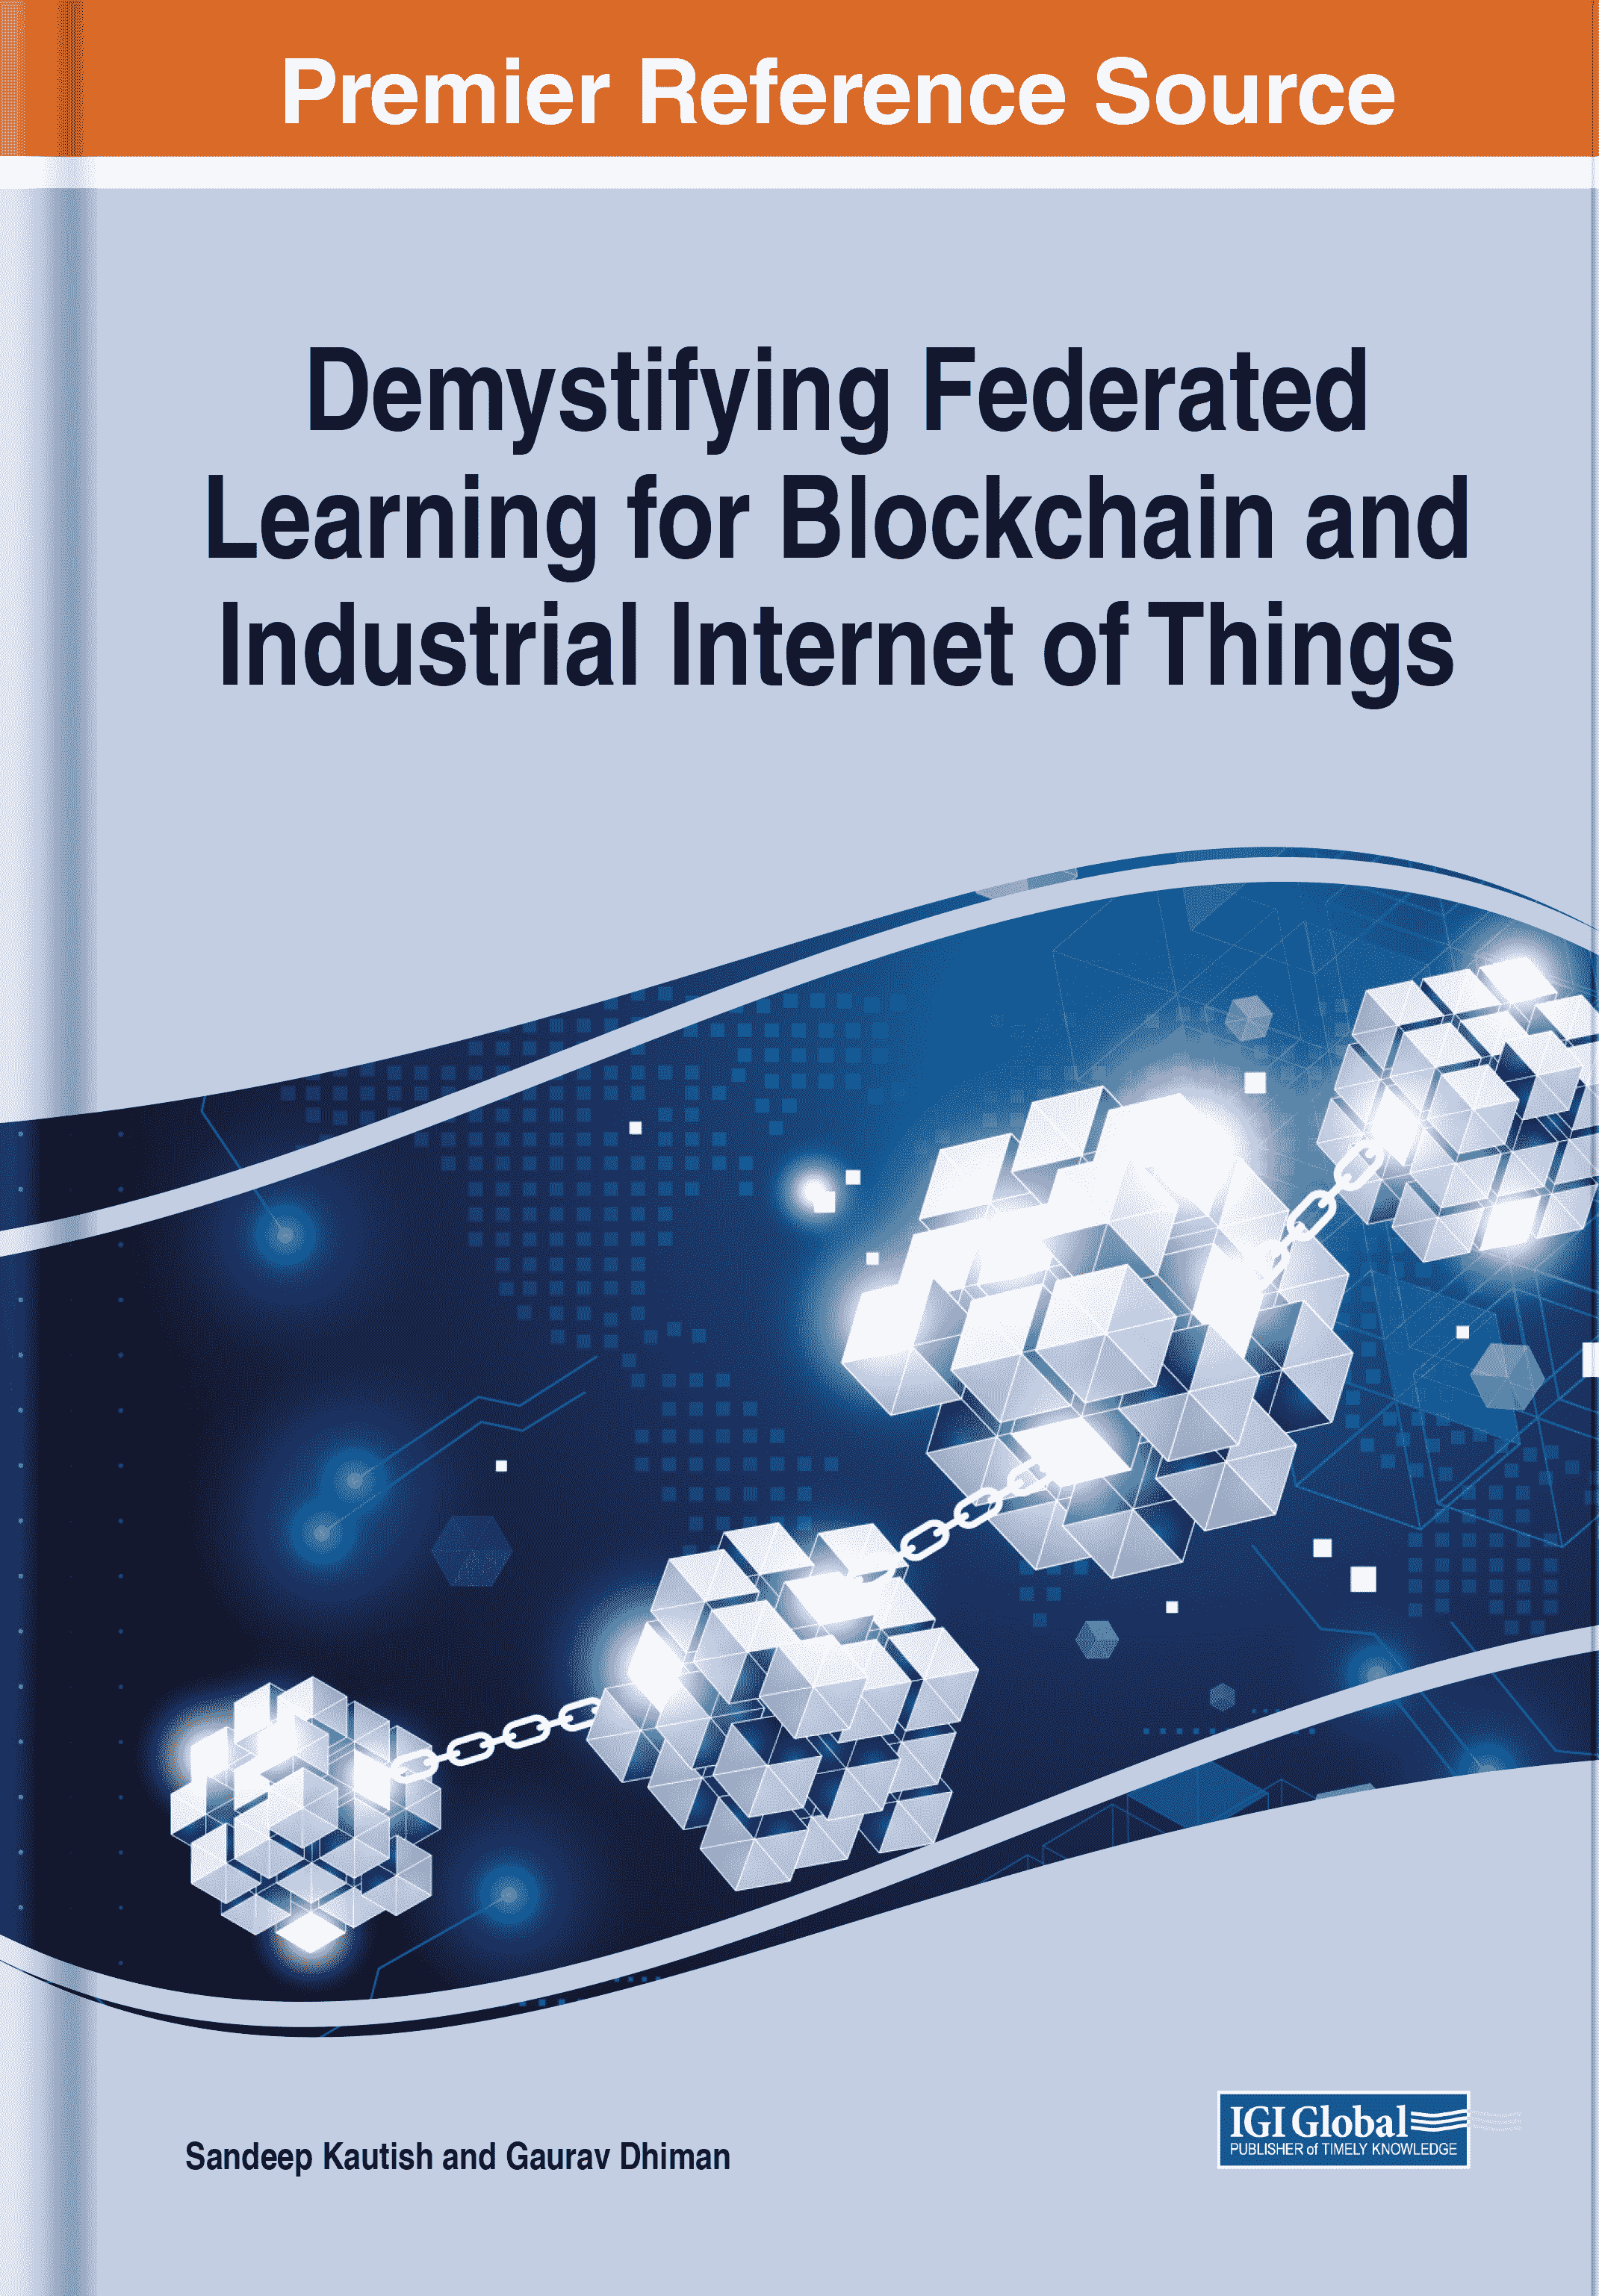 Premier Reference Source
Demystifying Federated
Learning for Blockchain and
Industrial Internet of Things
Sandeep Kautish and Gaurav Dhiman
IGI Global
PUBLISHER of TIMELY KNOWLEDGE